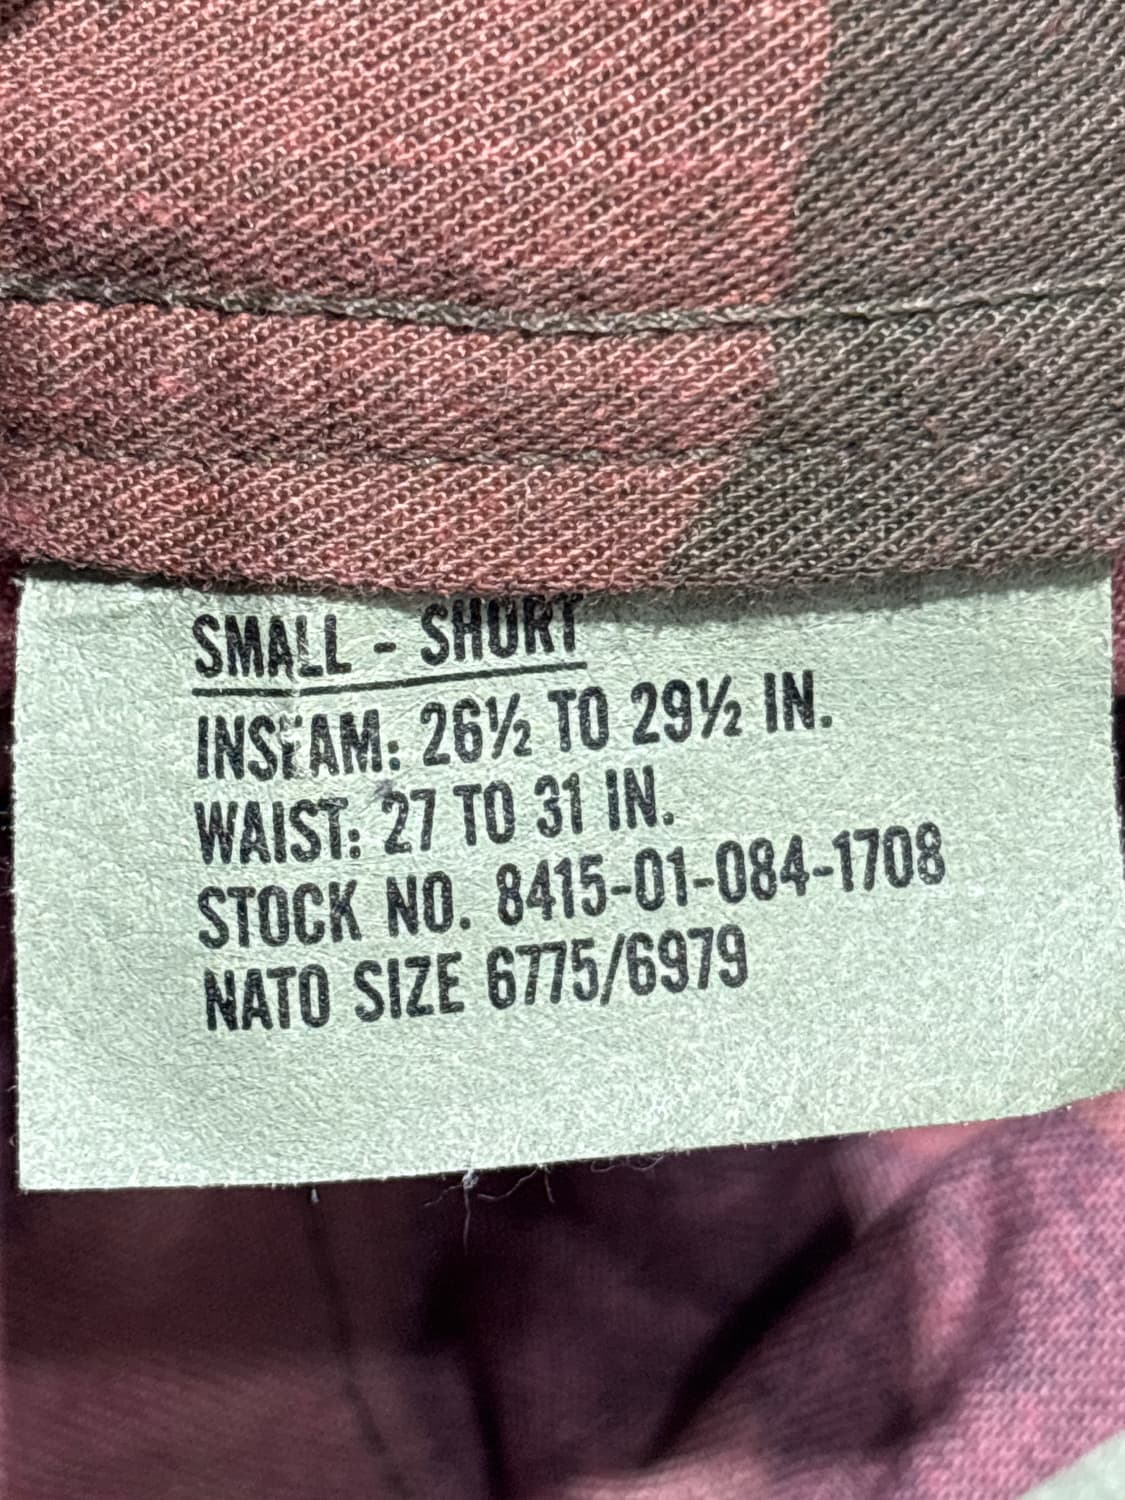 SMALL - SHORT
INSEAM: 26½ TO 29½ IN.
WAIST: 27 TO 31 IN.
STOCK NO. 8415-01-084-1708
NATO SIZE 6775/6979